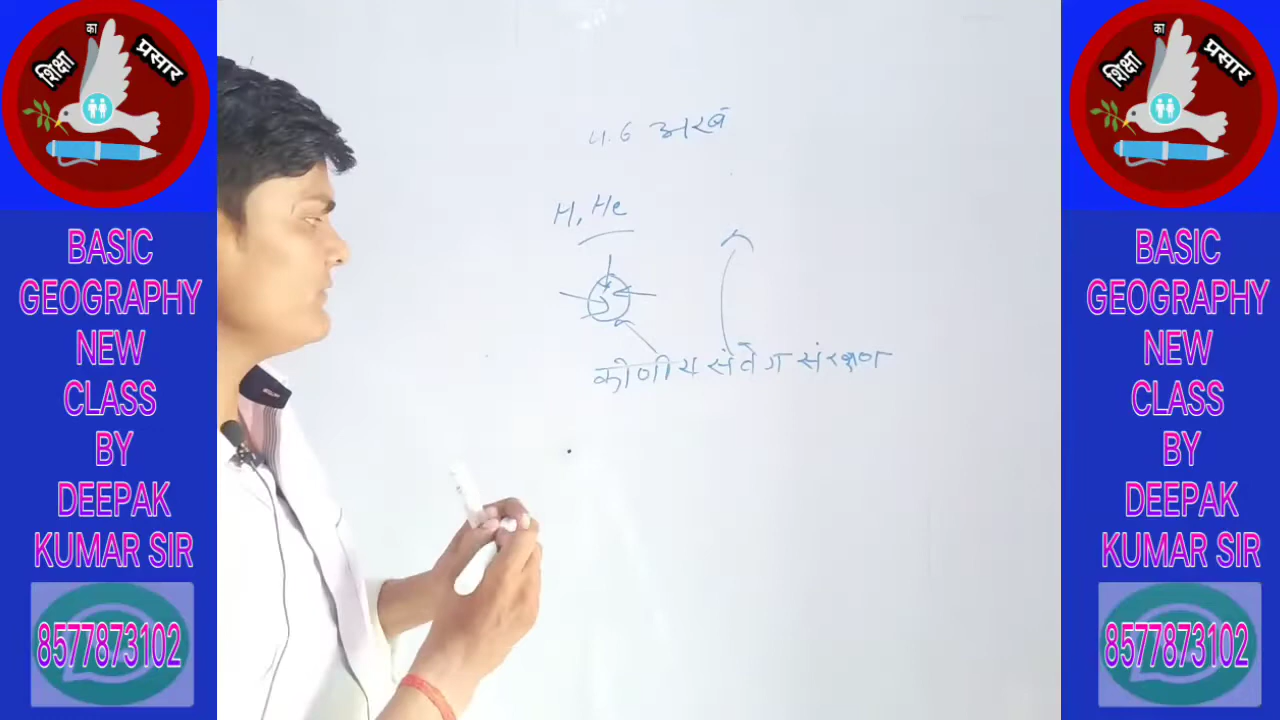 शिक्षा का प्रसार
BASIC
GEOGRAPHY
NEW
CLASS
BY
DEEPAK
KUMAR SIR
8577873102
4.6 अरब
H, He
कोणीय संवेग संरक्षण
शिक्षा का प्रसार
BASIC
GEOGRAPHY
NEW
CLASS
BY
DEEPAK
KUMAR SIR
8577873102